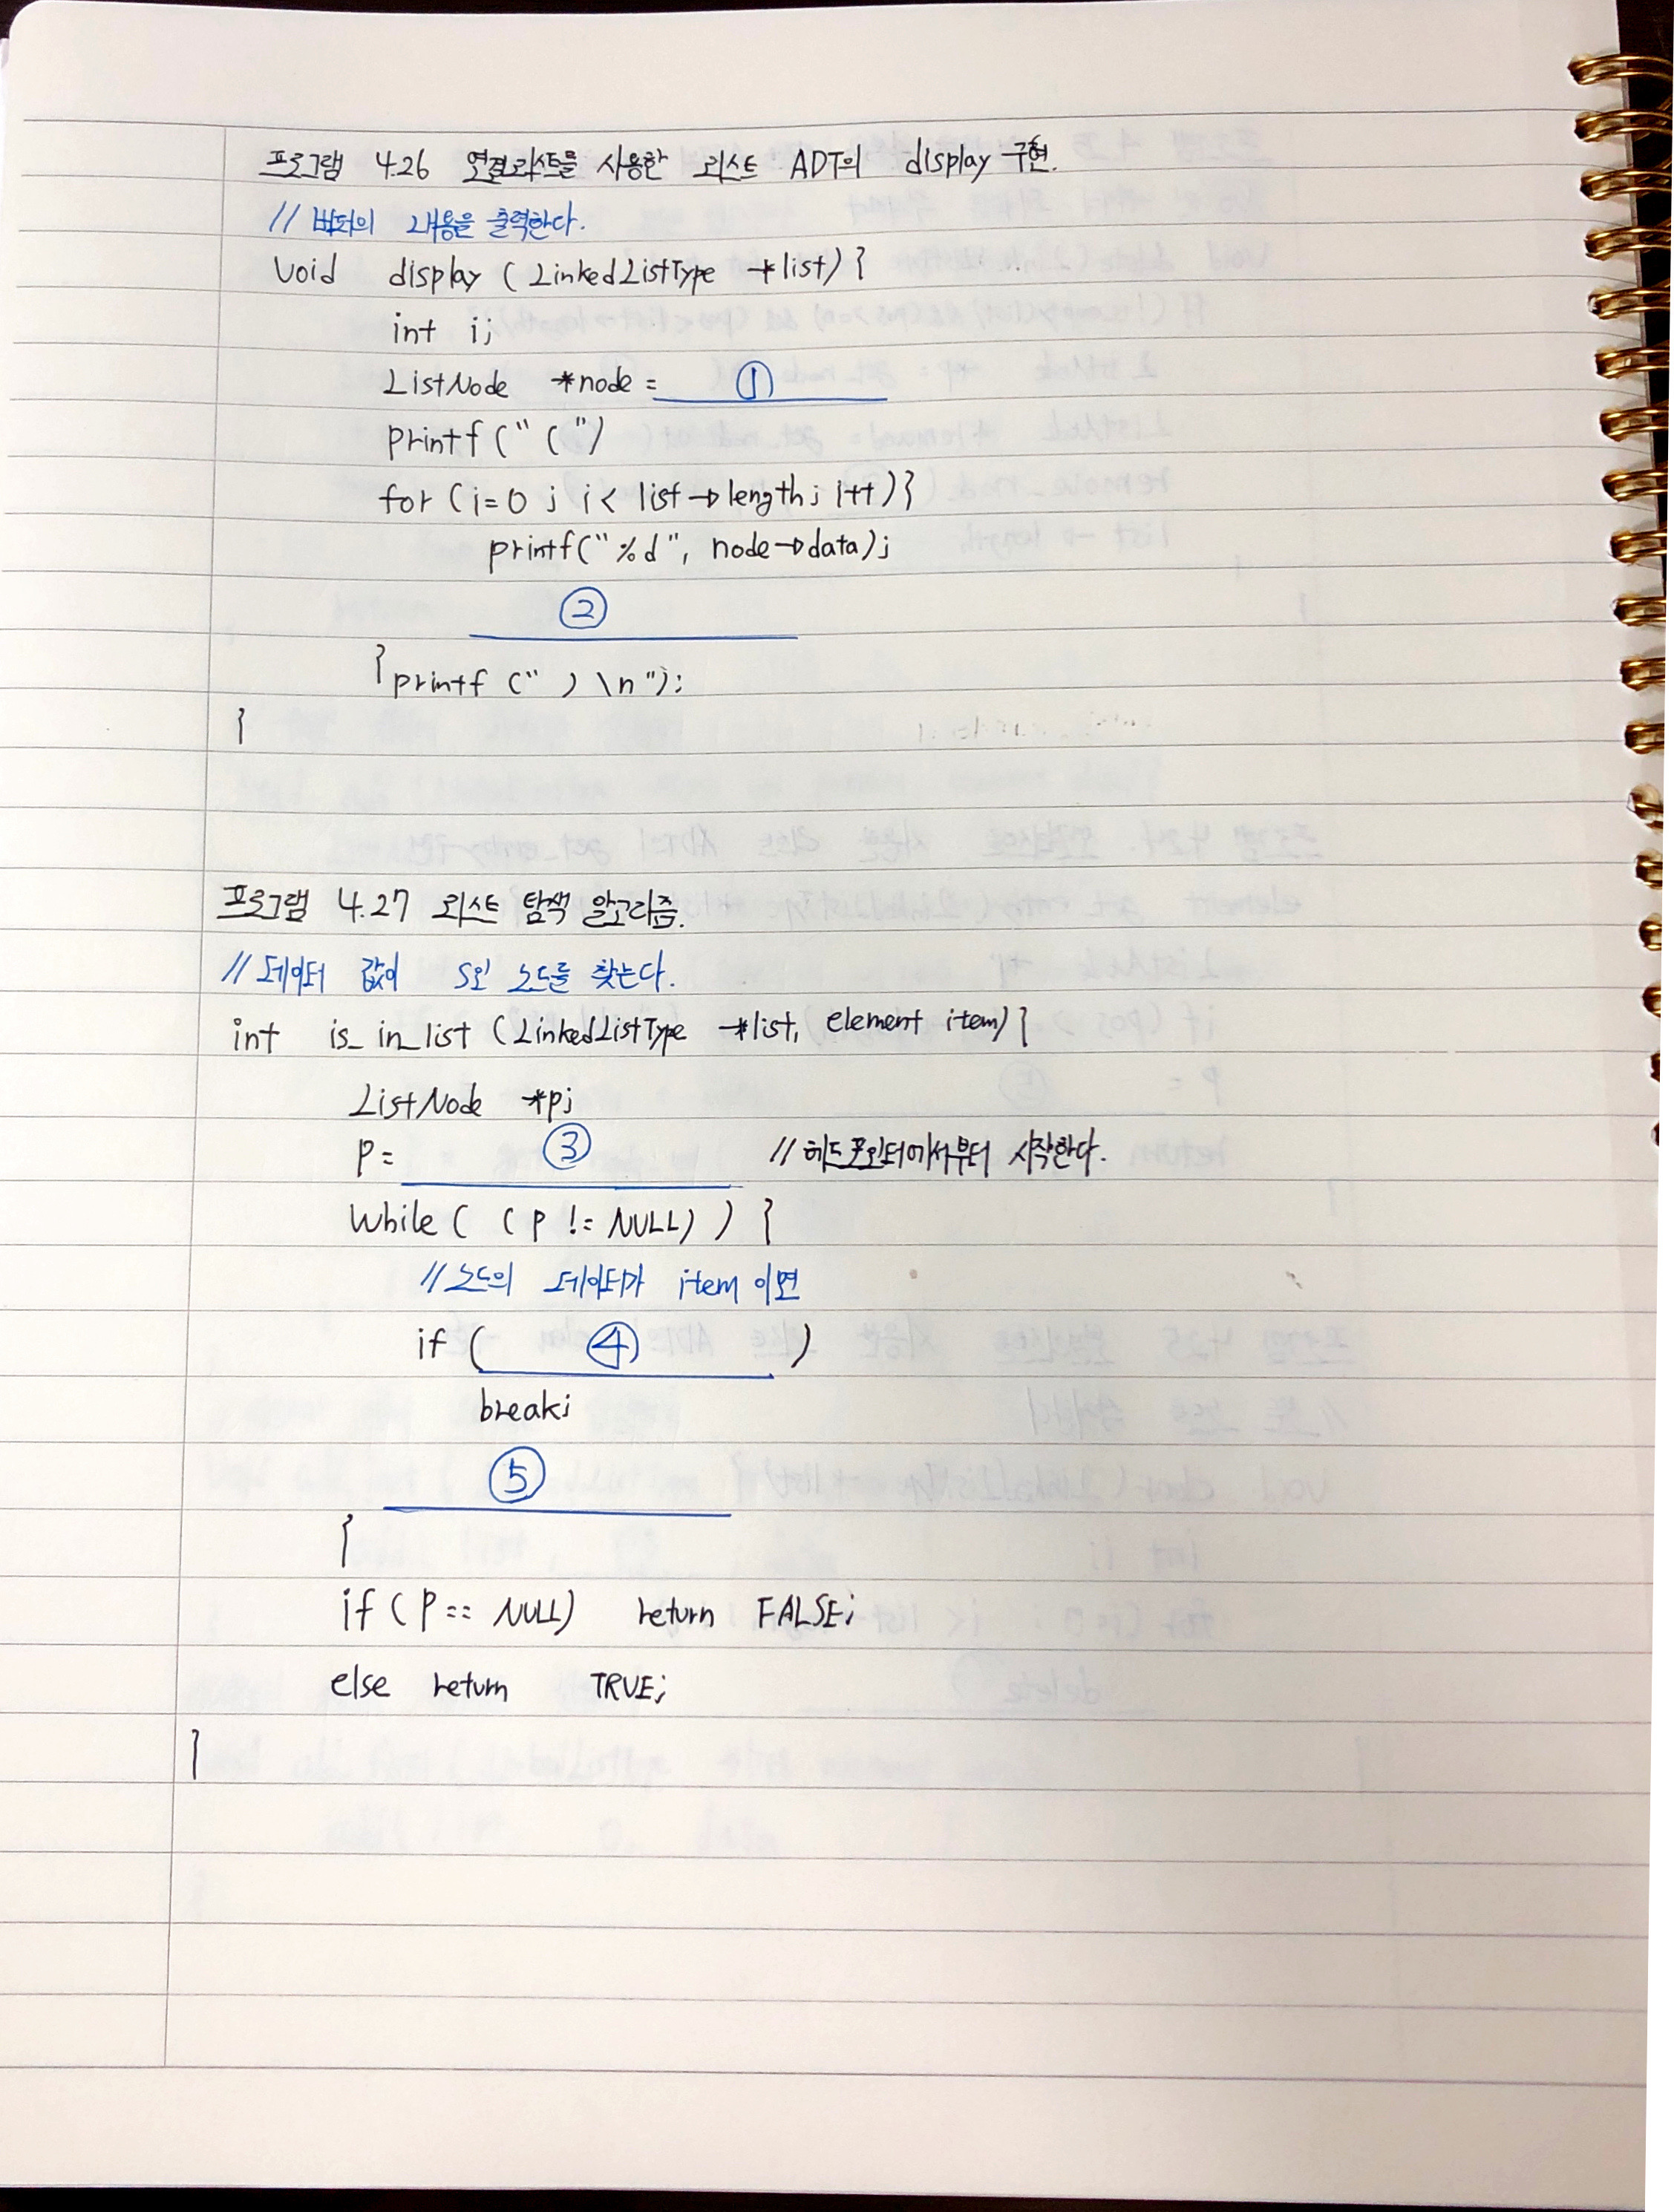 프로그램 4.26 연결리스트를 사용한 리스트 ADT의 display 구현.
// 버퍼의 내용을 출력한다.
void display (LinkedListType *list) {
int i;
ListNode *node = ①
printf(" ( ")
for (i=0 ; i < list→length; i++) {
printf("%d", node→data);
②
} printf (" ) \n");
}
프로그램 4.27 리스트 탐색 알고리즘.
// 데이터 값이 s인 노드를 찾는다.
int is_in_list (LinkedListType *list, element item) {
ListNode *p;
p= ③ // 헤드포인터에서부터 시작한다.
while ( (p != NULL) ) {
// 노드의 데이터가 item 이면
if ( ④ )
break;
⑤
}
if (p == NULL) return FALSE;
else return TRUE;
}